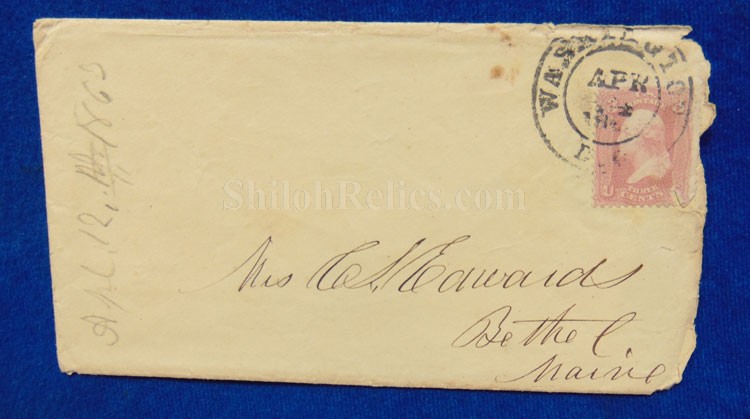 WASHINGTON
APR
D.C.
U
THREE
CENTS
ShilohRelics.com
Mrs C S Edwards
Bethel
Maine
Apl. 12, 1863